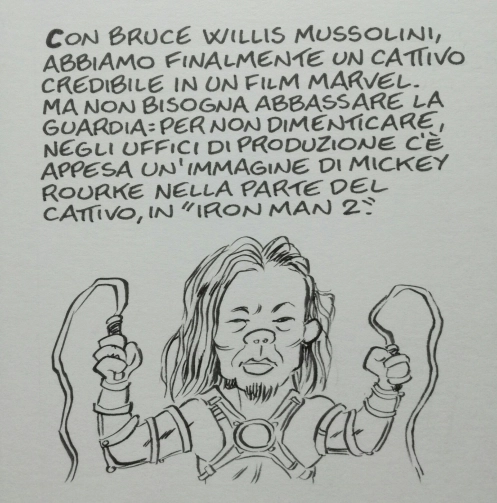 CON BRUCE WILLIS MUSSOLINI,
ABBIAMO FINALMENTE UN CATTIVO
CREDIBILE IN UN FILM MARVEL.
MA NON BISOGNA ABBASSARE LA
GUARDIA: PER NON DIMENTICARE,
NEGLI UFFICI DI PRODUZIONE C'È
APPESA UN'IMMAGINE DI MICKEY
ROURKE NELLA PARTE DEL
CATTIVO, IN "IRON MAN 2".